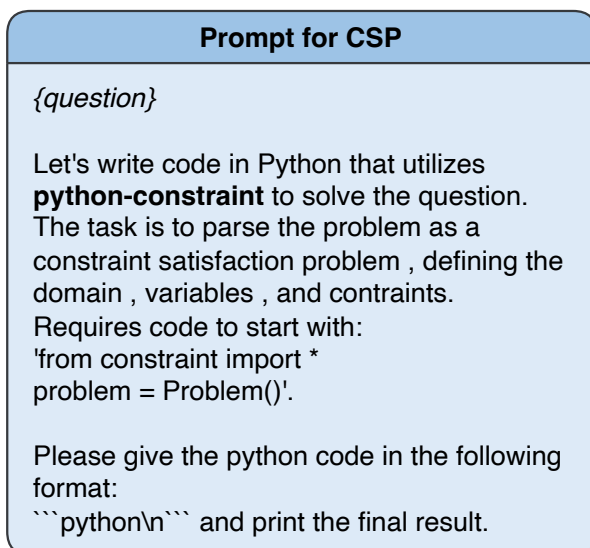 Prompt for CSP
{question}
Let's write code in Python that utilizes
python-constraint to solve the question.
The task is to parse the problem as a
constraint satisfaction problem , defining the
domain , variables , and contraints.
Requires code to start with:
'from constraint import *
problem = Problem()'.
Please give the python code in the following
format:
```python\n``` and print the final result.